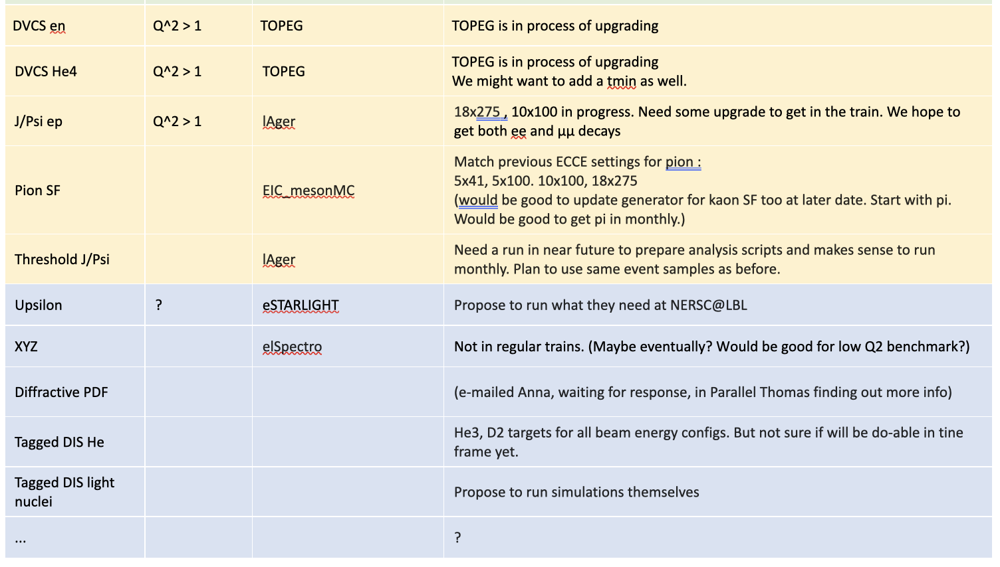 DVCS en
Q^2 > 1
TOPEG
TOPEG is in process of upgrading
DVCS He4
Q^2 > 1
TOPEG
TOPEG is in process of upgrading
We might want to add a tmin as well.
J/Psi ep
Q^2 > 1
lAger
18x275 , 10x100 in progress. Need some upgrade to get in the train. We hope to
get both ee and μμ decays
Pion SF
EIC_mesonMC
Match previous ECCE settings for pion :
5x41, 5x100. 10x100, 18x275
(would be good to update generator for kaon SF too at later date. Start with pi.
Would be good to get pi in monthly.)
Threshold J/Psi
lAger
Need a run in near future to prepare analysis scripts and makes sense to run
monthly. Plan to use same event samples as before.
Upsilon
?
eSTARLIGHT
Propose to run what they need at NERSC@LBL
XYZ
elSpectro
Not in regular trains. (Maybe eventually? Would be good for low Q2 benchmark?)
Diffractive PDF
(e-mailed Anna, waiting for response, in Parallel Thomas finding out more info)
Tagged DIS He
He3, D2 targets for all beam energy configs. But not sure if will be do-able in tine
frame yet.
Tagged DIS light
nuclei
Propose to run simulations themselves
...
?